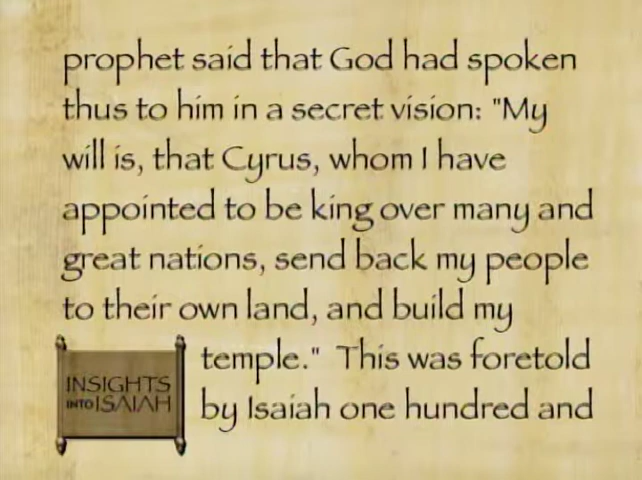 prophet said that God had spoken
thus to him in a secret vision: "My
will is, that Cyrus, whom I have
appointed to be king over many and
great nations, send back my people
to their own land, and build my
temple." This was foretold
by Isaiah one hundred and
INSIGHTS
INTO ISAIAH